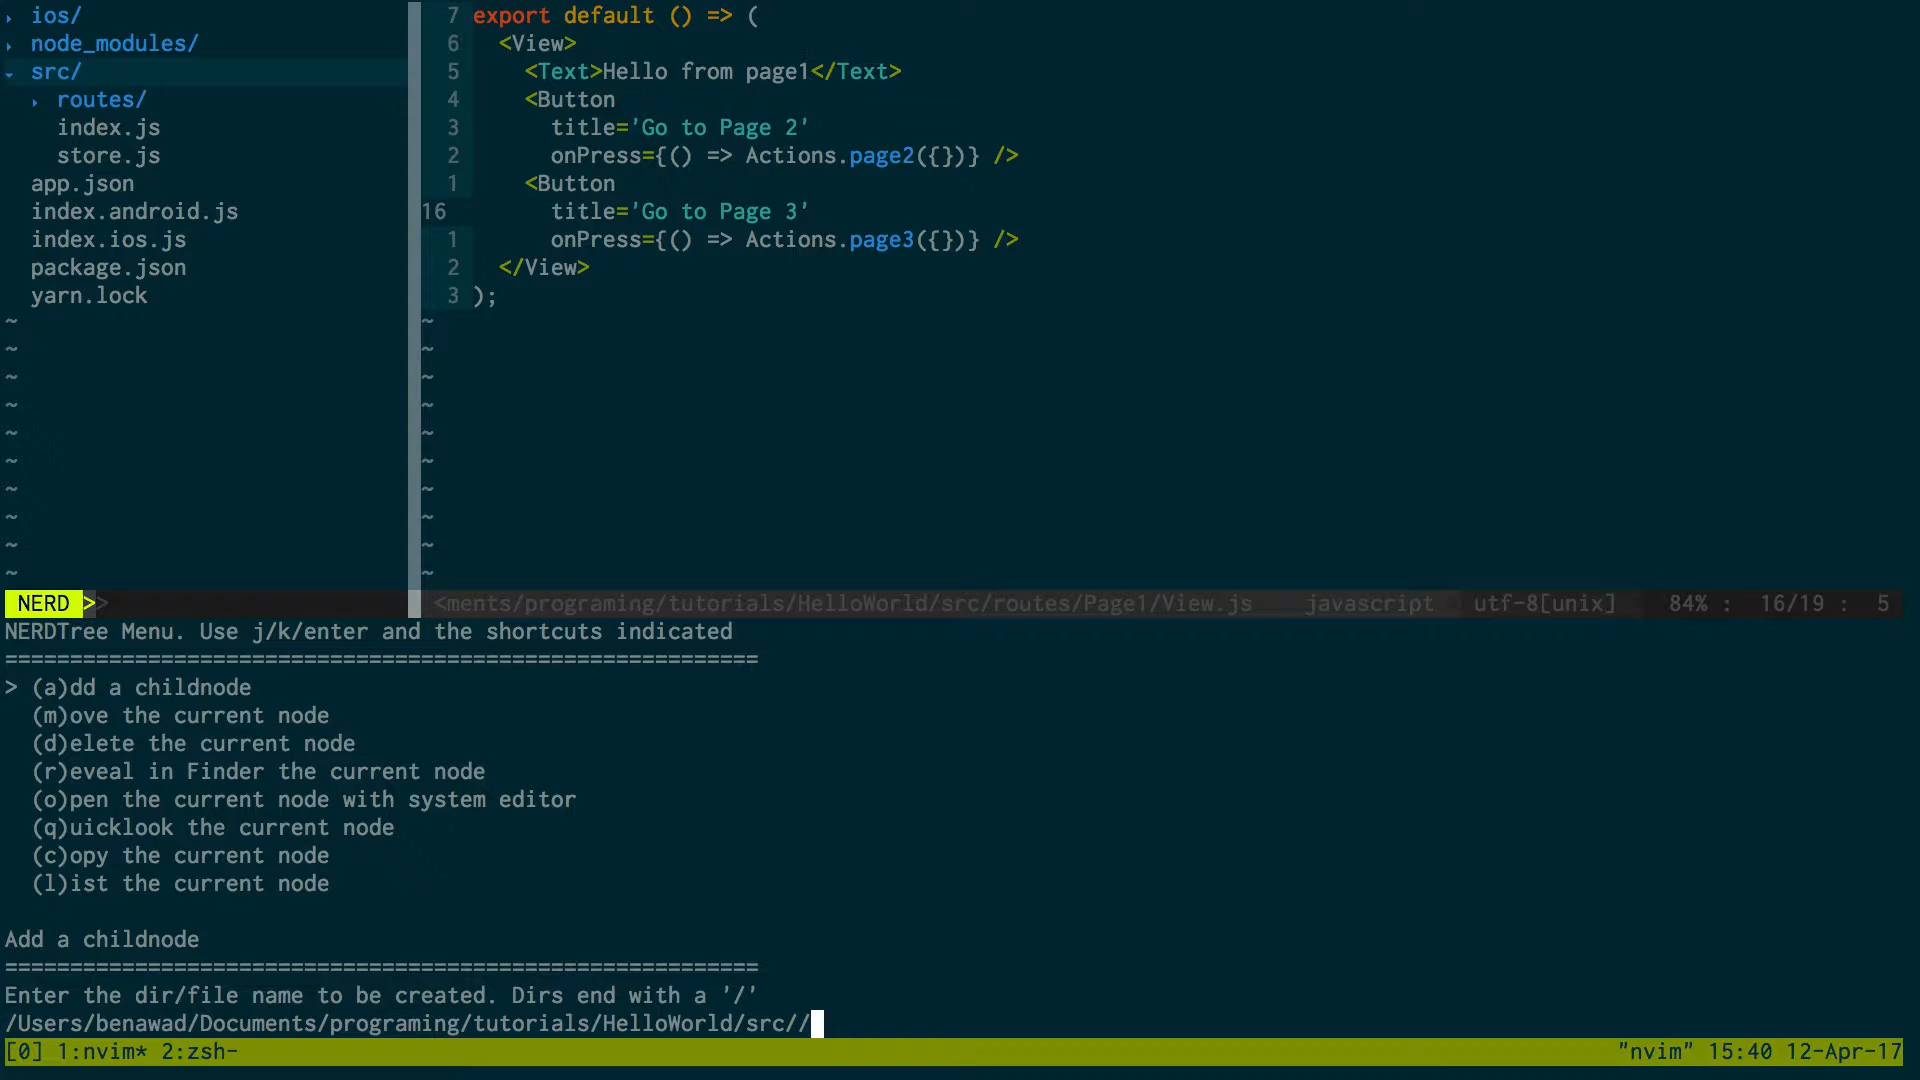 ▸ ios/
▸ node_modules/
▾ src/
▸ routes/
index.js
store.js
app.json
index.android.js
index.ios.js
package.json
yarn.lock
~
~
~
~
~
~
~
~
~
~
7 export default () => (
6 <View>
5 <Text>Hello from page1</Text>
4 <Button
3 title='Go to Page 2'
2 onPress={() => Actions.page2({})} />
1 <Button
16 title='Go to Page 3'
1 onPress={() => Actions.page3({})} />
2 </View>
3 );
~
~
~
~
~
~
~
~
~
~
NERD >> <ments/programing/tutorials/HelloWorld/src/routes/Page1/View.js javascript utf-8[unix] 84% : 16/19 : 5
NERDTree Menu. Use j/k/enter and the shortcuts indicated
==========================================================
> (a)dd a childnode
(m)ove the current node
(d)elete the current node
(r)eveal in Finder the current node
(o)pen the current node with system editor
(q)uicklook the current node
(c)opy the current node
(l)ist the current node
Add a childnode
==========================================================
Enter the dir/file name to be created. Dirs end with a '/'
/Users/benawad/Documents/programing/tutorials/HelloWorld/src//
[0] 1:nvim* 2:zsh- "nvim" 15:40 12-Apr-17